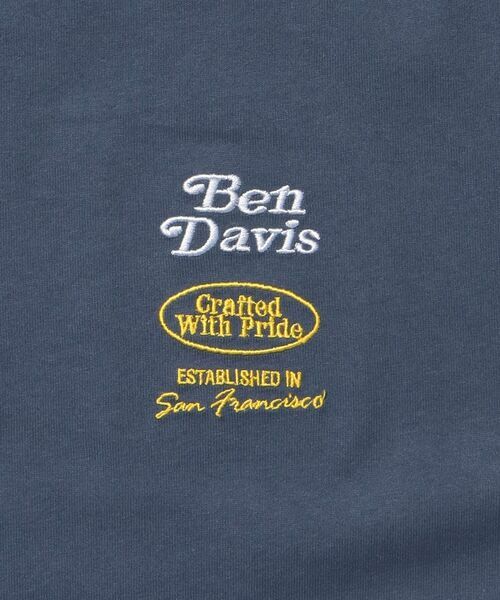 Ben
Davis
Crafted
With Pride
ESTABLISHED IN
San Francisco